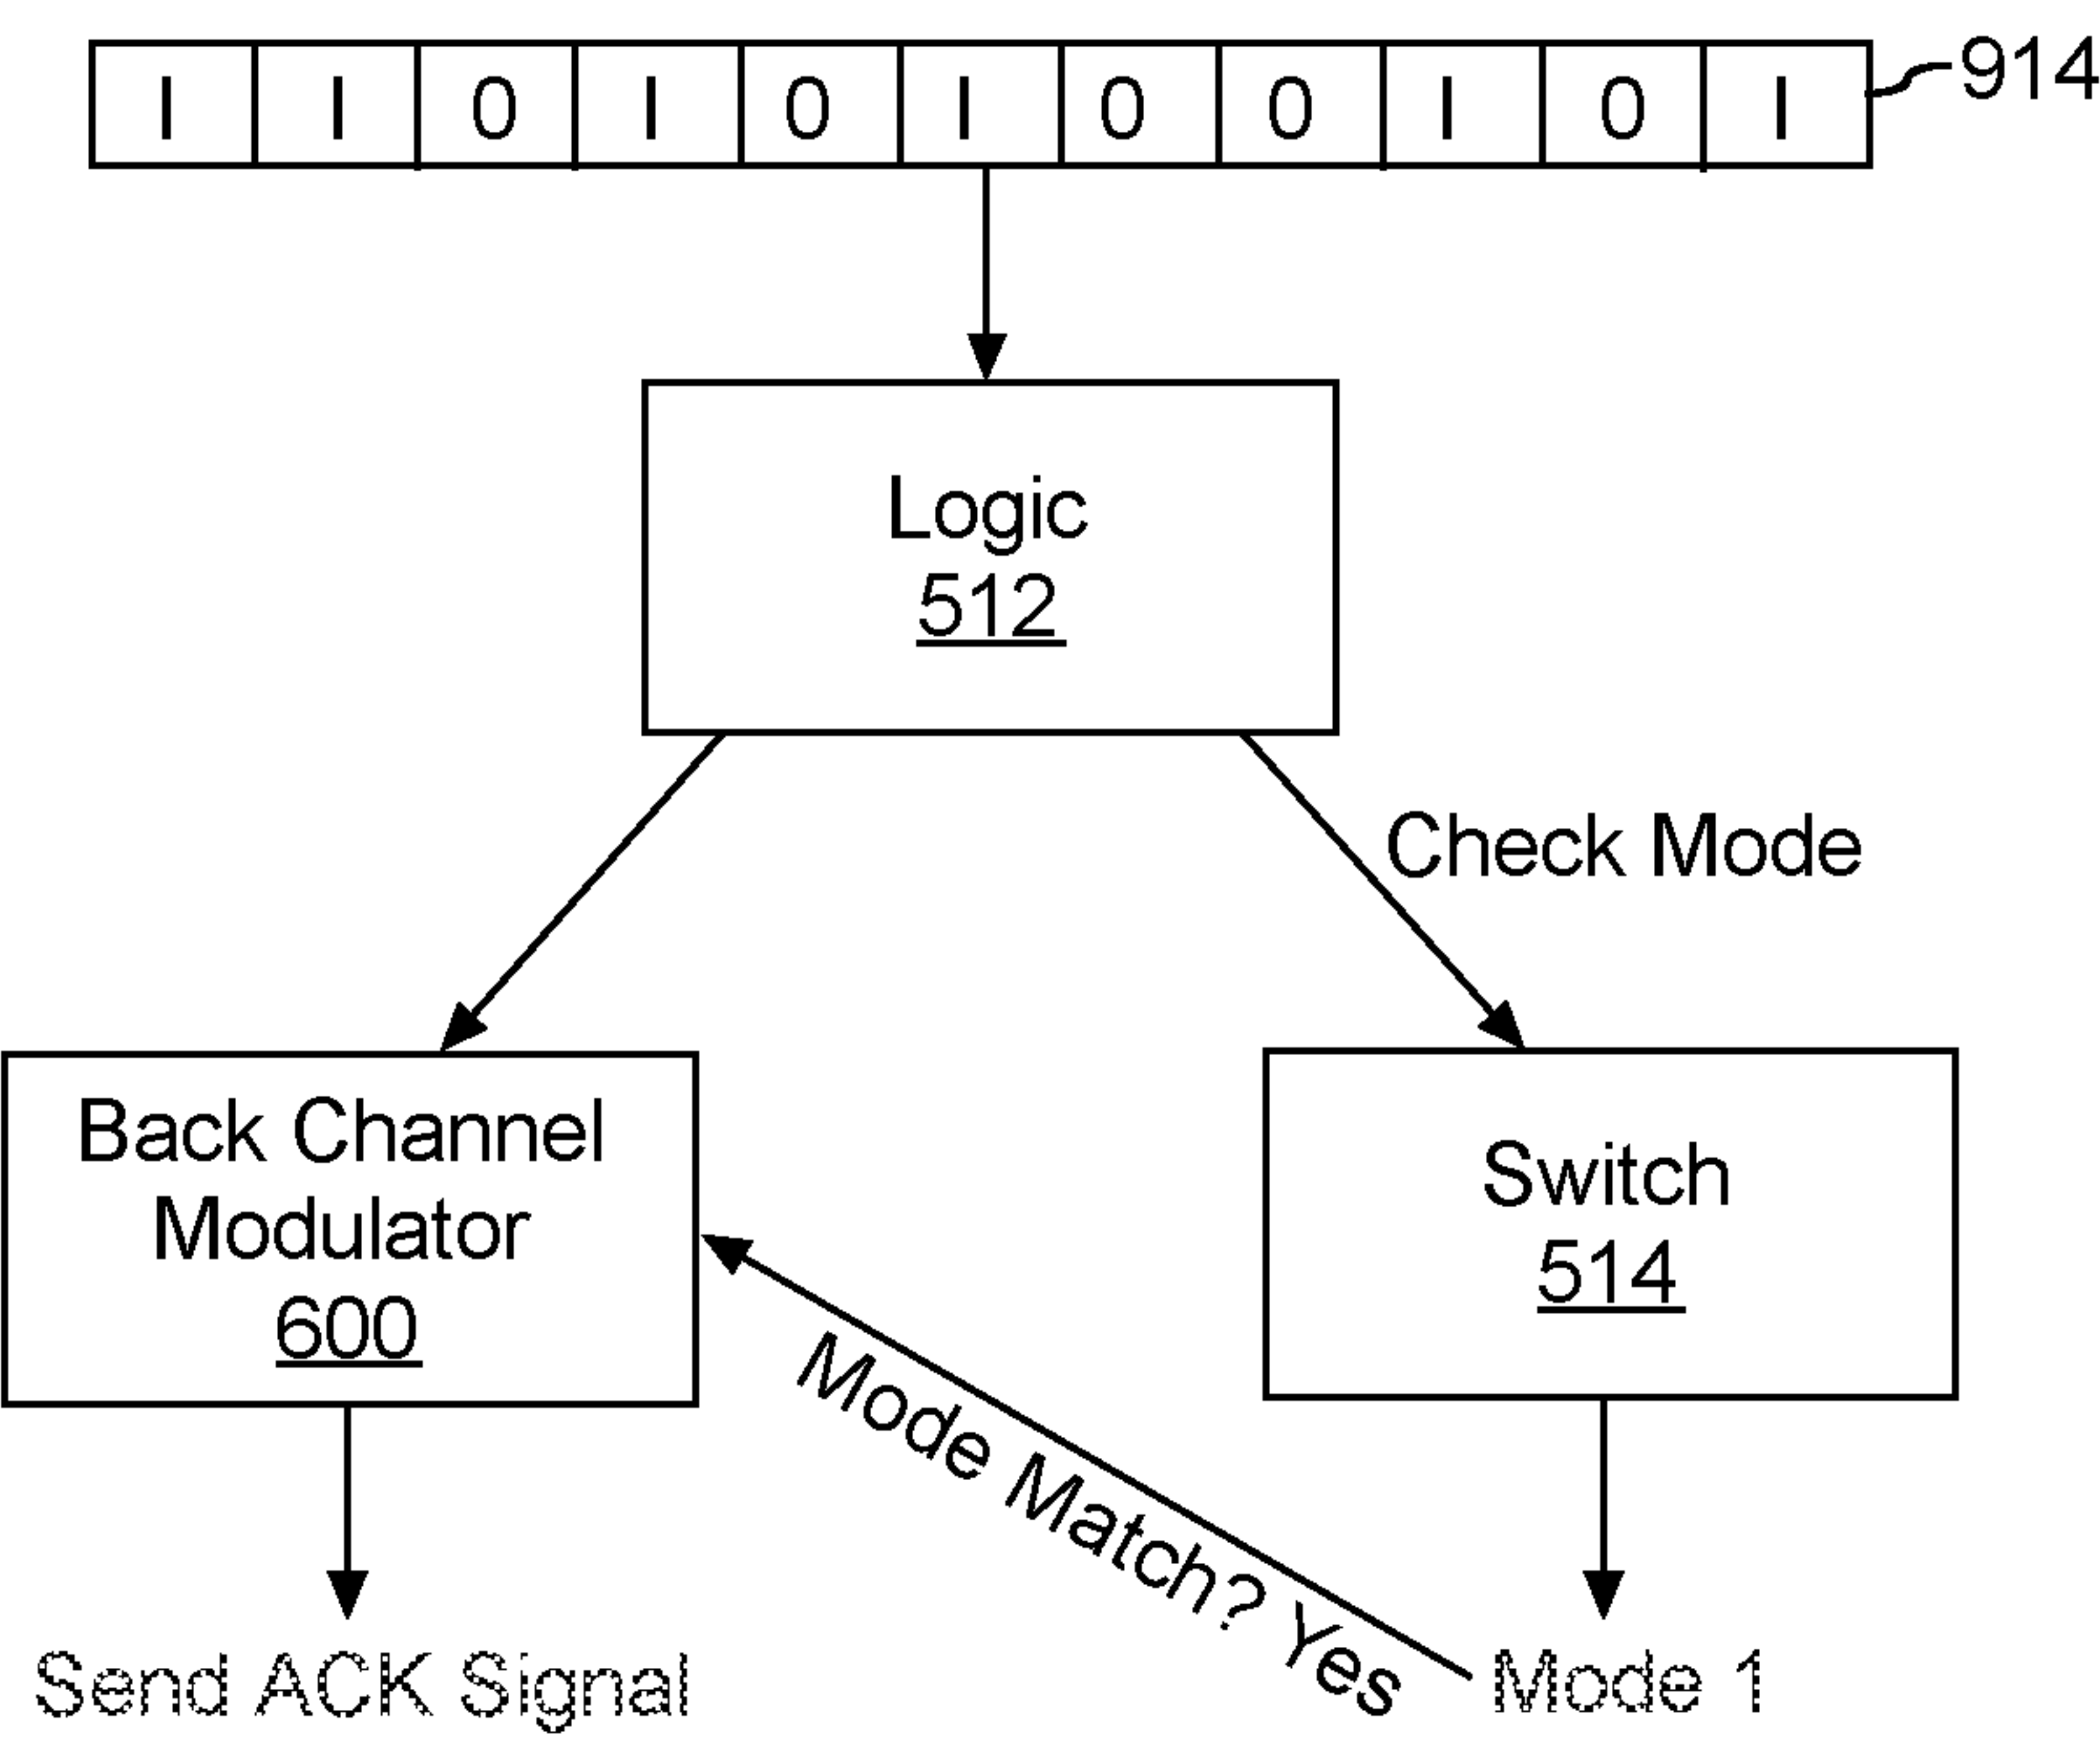 I I 0 I 0 I 0 0 I 0 I 914
Logic
512
Check Mode
Back Channel
Modulator
600
Switch
514
Mode Match? Yes
Send ACK Signal
Mode 1